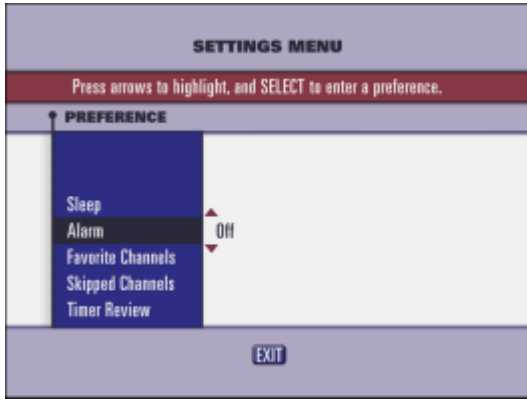 SETTINGS MENU
Press arrows to highlight, and SELECT to enter a preference.
PREFERENCE
Sleep
Alarm Off
Favorite Channels
Skipped Channels
Timer Review
EXIT